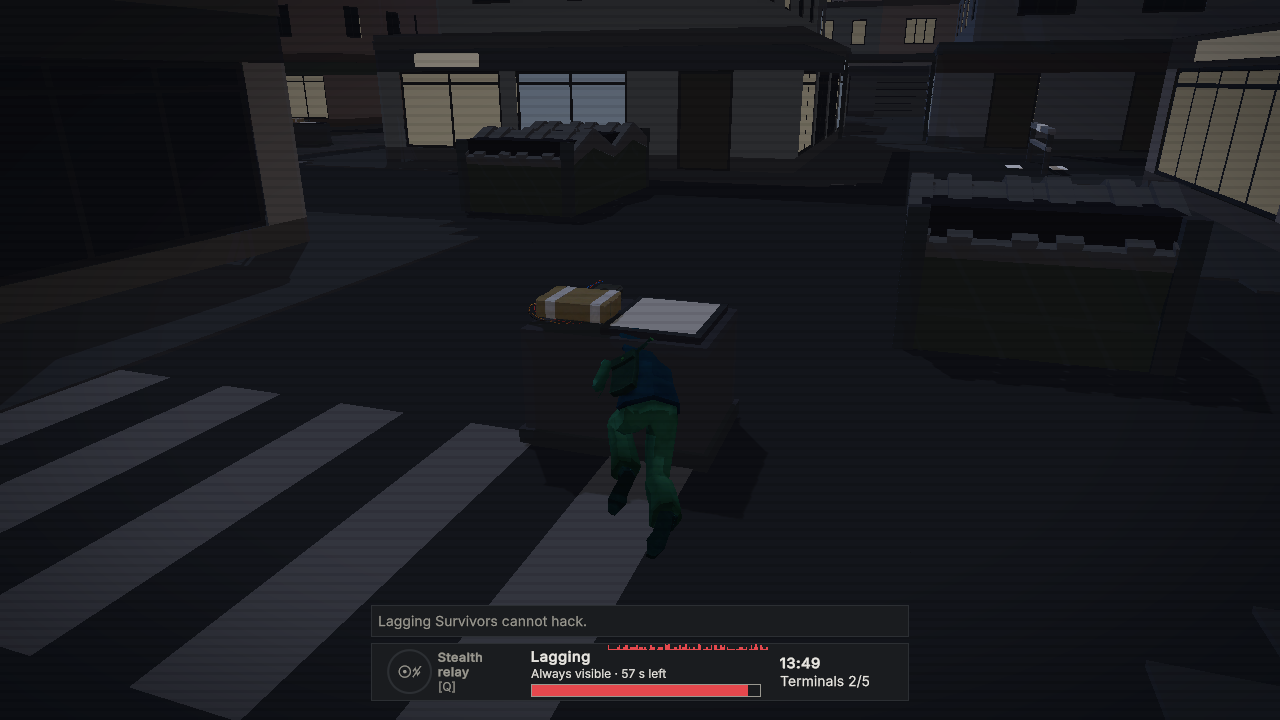 Lagging Survivors cannot hack.
Stealth
relay
[Q]
Lagging
Always visible · 57 s left
13:49
Terminals 2/5